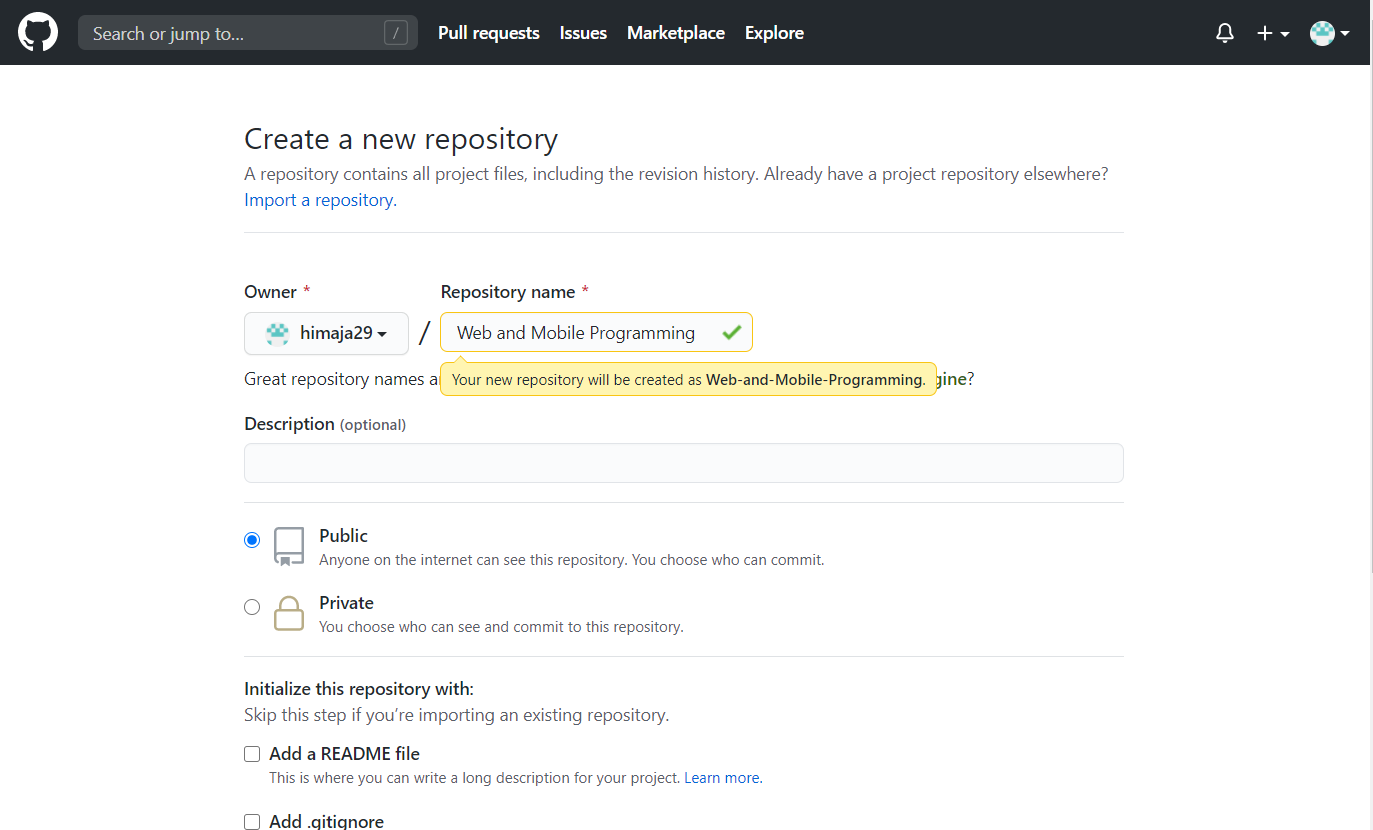 Search or jump to... /
Pull requests Issues Marketplace Explore
Create a new repository
A repository contains all project files, including the revision history. Already have a project repository elsewhere?
Import a repository.
Owner * Repository name *
himaja29 / Web and Mobile Programming
Great repository names a gine?
Your new repository will be created as Web-and-Mobile-Programming.
Description (optional)
Public
Anyone on the internet can see this repository. You choose who can commit.
Private
You choose who can see and commit to this repository.
Initialize this repository with:
Skip this step if you’re importing an existing repository.
Add a README file
This is where you can write a long description for your project. Learn more.
Add .gitignore